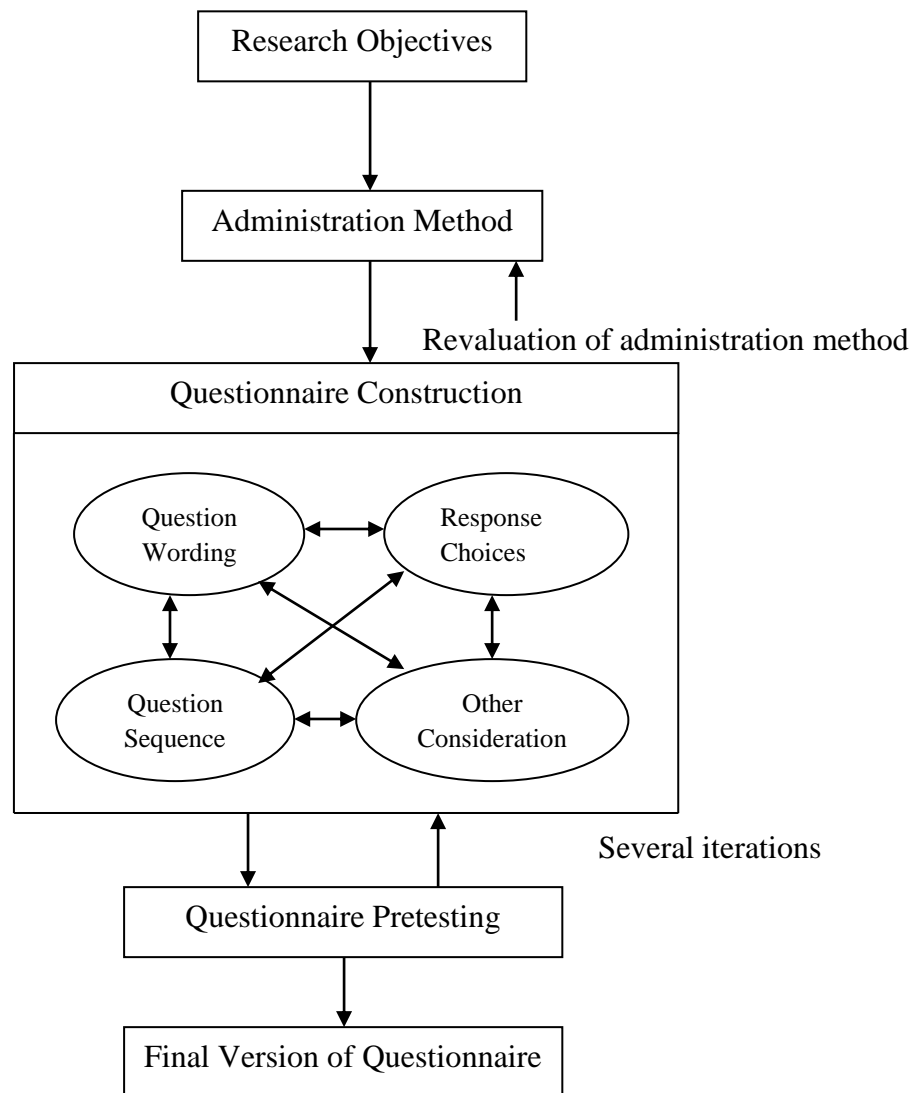 Research Objectives
Administration Method
Revaluation of administration method
Questionnaire Construction
Question
Wording
Response
Choices
Question
Sequence
Other
Consideration
Several iterations
Questionnaire Pretesting
Final Version of Questionnaire